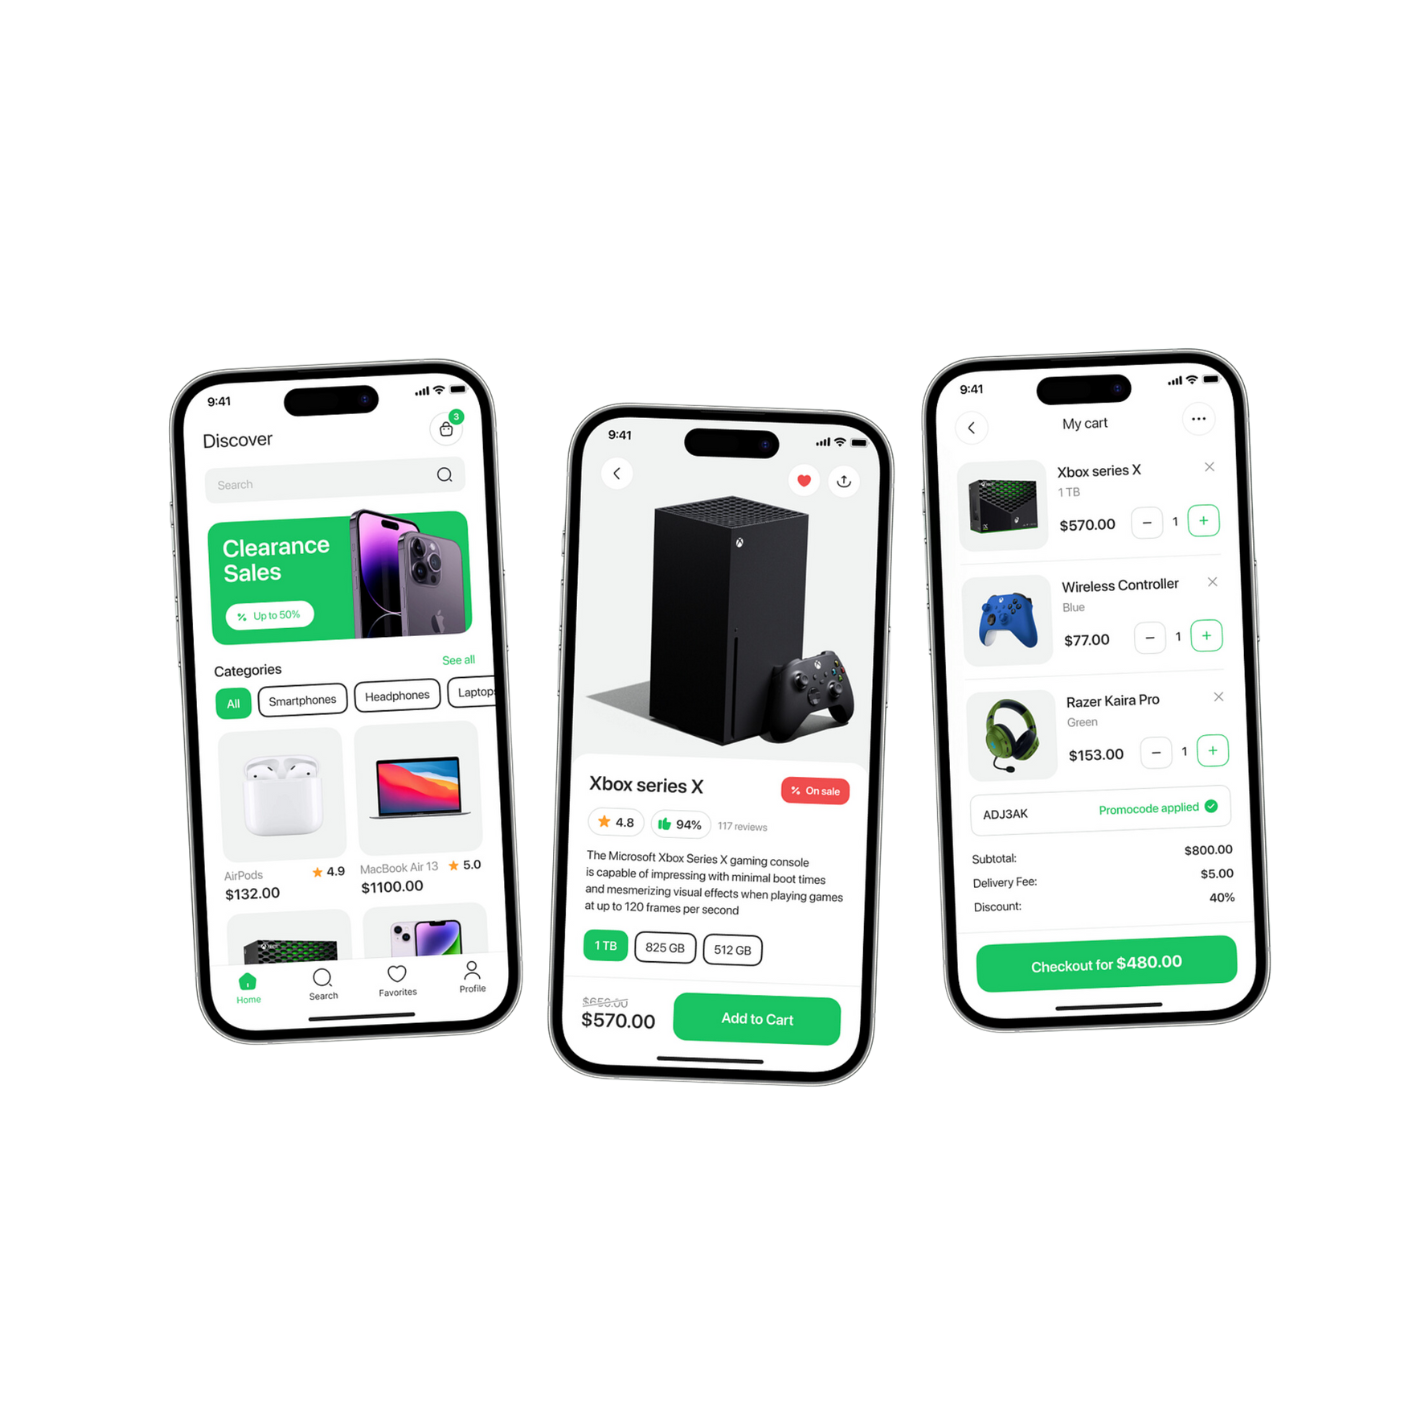 9:41
Discover
3
Search
Clearance
Sales
Up to 50%
Categories
See all
All
Smartphones
Headphones
Laptops
AirPods
4.9
$132.00
MacBook Air 13
5.0
$1100.00
Home
Search
Favorites
Profile
9:41
Xbox series X
% On sale
4.8
94%
117 reviews
The Microsoft Xbox Series X gaming console
is capable of impressing with minimal boot times
and mesmerizing visual effects when playing games
at up to 120 frames per second
1 TB
825 GB
512 GB
$570.00
Add to Cart
9:41
My cart
Xbox series X
1 TB
$570.00
1
Wireless Controller
Blue
$77.00
1
Razer Kaira Pro
Green
$153.00
1
ADJ3AK
Promocode applied
Subtotal:
$800.00
Delivery Fee:
$5.00
Discount:
40%
Checkout for $480.00